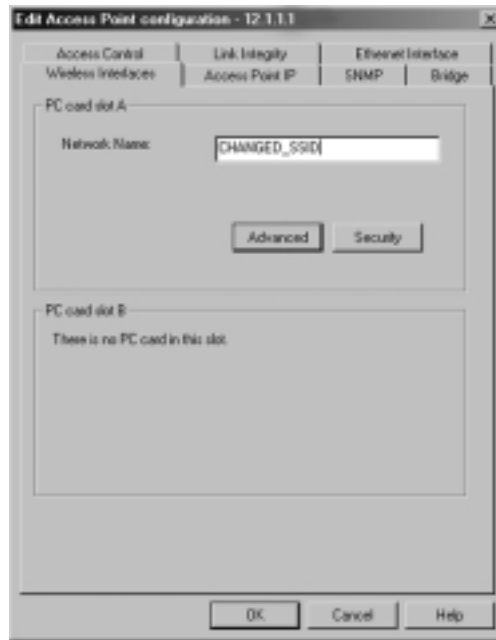 Edit Access Point configuration - 12.1.1.1
Access Control Link Integrity Ethernet Interface
Wireless Interfaces Access Point IP SNMP Bridge
PC card slot A
Network Name: CHANGED_SSID
Advanced Security
PC card slot B
There is no PC card in this slot.
OK Cancel Help